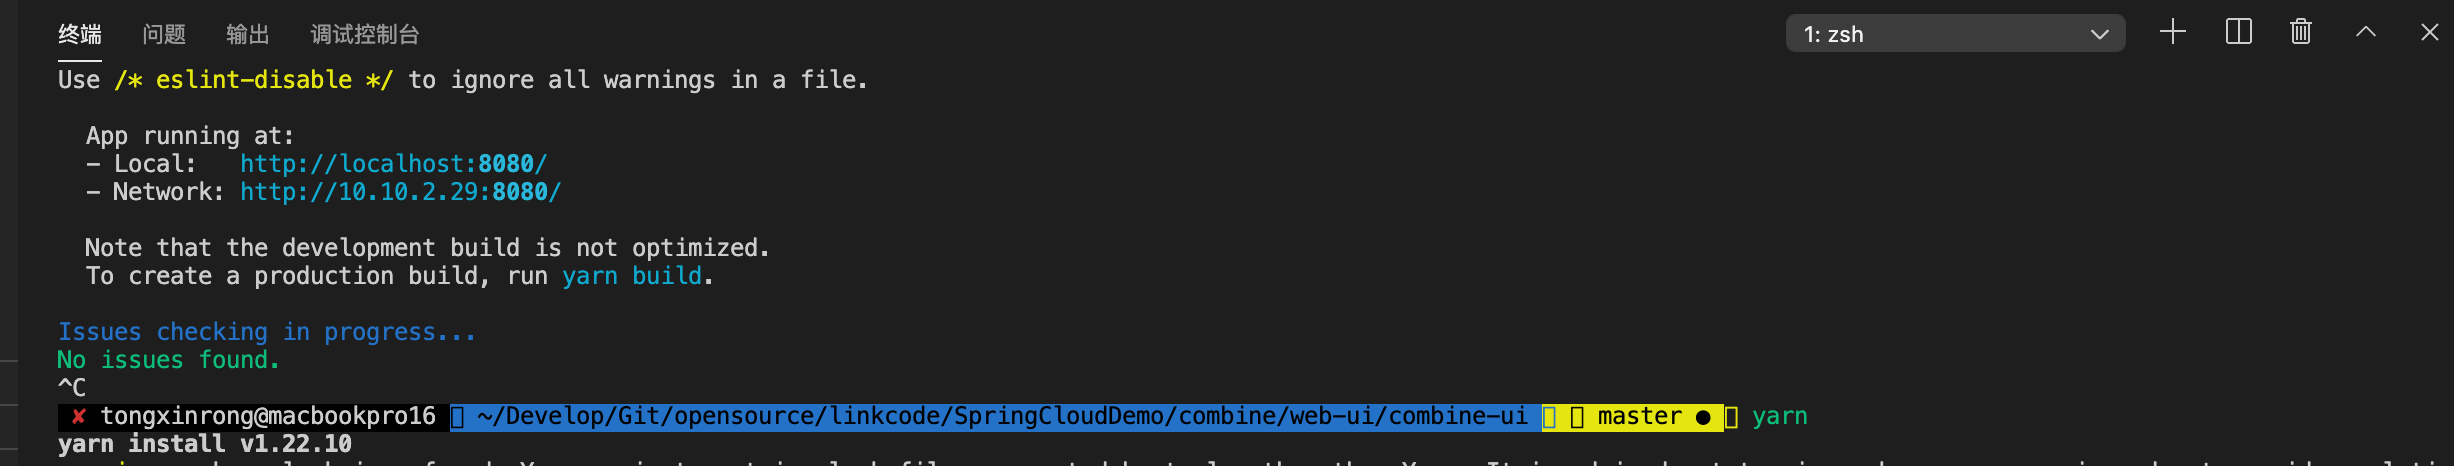 终端 问题 输出 调试控制台 1: zsh
Use /* eslint-disable */ to ignore all warnings in a file.
App running at:
- Local: http://localhost:8080/
- Network: http://10.10.2.29:8080/
Note that the development build is not optimized.
To create a production build, run yarn build.
Issues checking in progress...
No issues found.
^C
✘ tongxinrong@macbookpro16 ~/Develop/Git/opensource/linkcode/SpringCloudDemo/combine/web-ui/combine-ui master ● yarn
yarn install v1.22.10